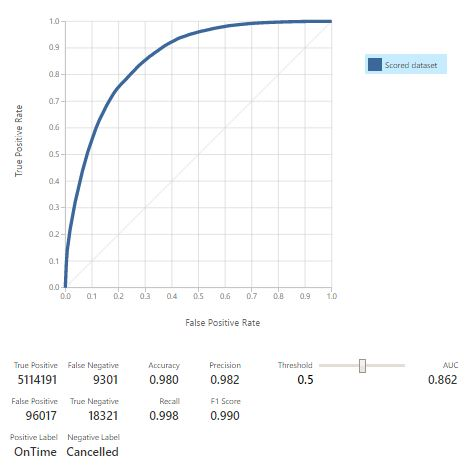 1.0
0.9
0.8
0.7
0.6
0.5
0.4
0.3
0.2
0.1
0.0
True Positive Rate
0.0 0.1 0.2 0.3 0.4 0.5 0.6 0.7 0.8 0.9 1.0
False Positive Rate
Scored dataset
True Positive False Negative Accuracy Precision Threshold AUC
5114191 9301 0.980 0.982 0.5 0.862
False Positive True Negative Recall F1 Score
96017 18321 0.998 0.990
Positive Label Negative Label
OnTime Cancelled